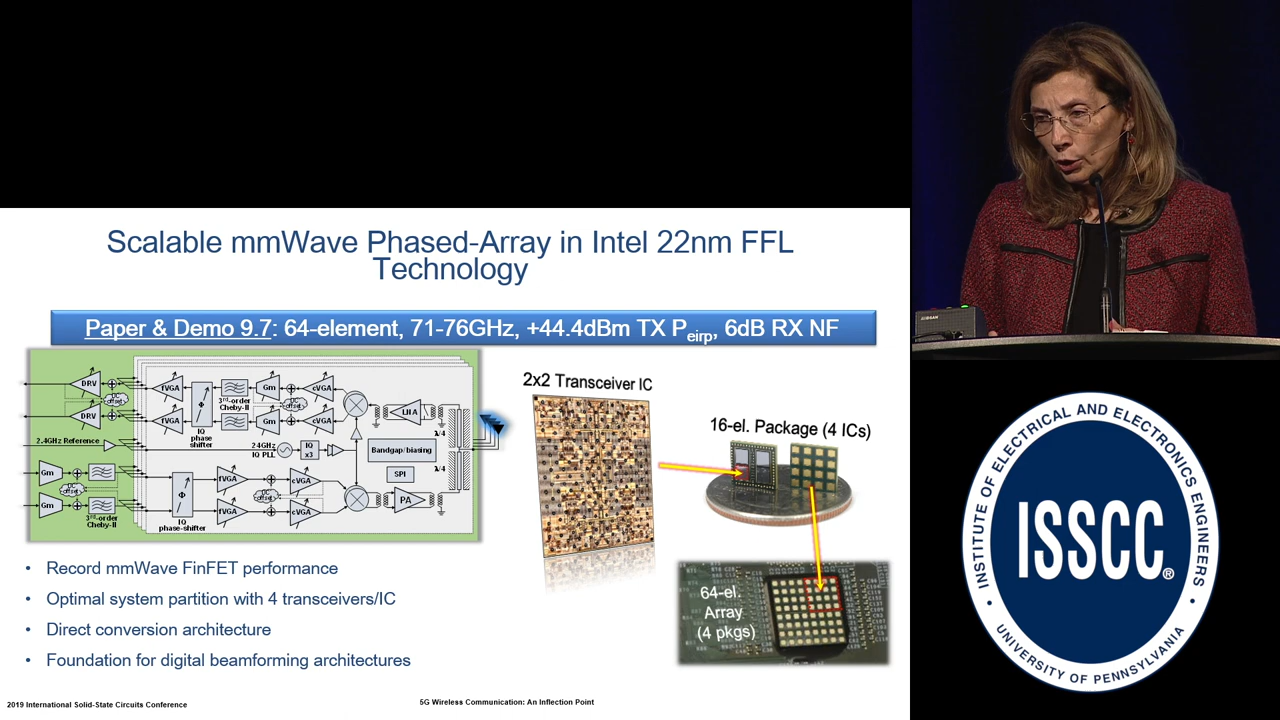 Scalable mmWave Phased-Array in Intel 22nm FFL
Technology
Paper & Demo 9.7: 64-element, 71-76GHz, +44.4dBm TX Peirp, 6dB RX NF
DRV
DRV
2.4GHz Reference
Gm
Gm
DC offset
3rd-order
Cheby-II
fVGA
fVGA
Φ
IQ
phase
shifter
3rd-order
Cheby-II
Gm
Gm
DC offset
cVGA
cVGA
LNA
λ/4
24GHz
IQ PLL
IQ
x3
Bandgap/biasing
SPI
λ/4
Φ
IQ
phase-shifter
fVGA
fVGA
DC offset
cVGA
cVGA
PA
2x2 Transceiver IC
16-el. Package (4 ICs)
64-el.
Array
(4 pkgs)
• Record mmWave FinFET performance
• Optimal system partition with 4 transceivers/IC
• Direct conversion architecture
• Foundation for digital beamforming architectures
2019 International Solid-State Circuits Conference
5G Wireless Communication: An Inflection Point
INSTITUTE OF ELECTRICAL AND ELECTRONICS ENGINEERS
ISSCC®
• UNIVERSITY OF PENNSYLVANIA •